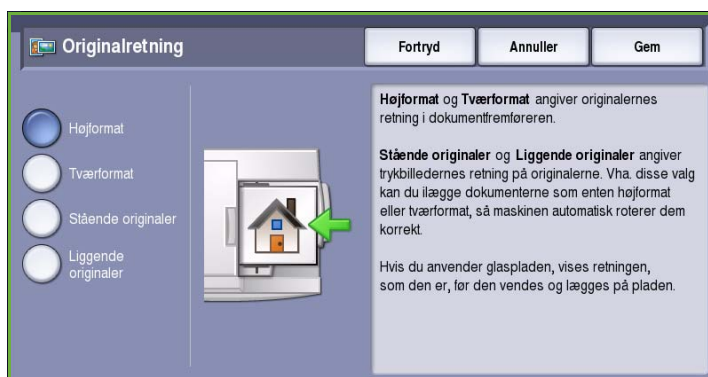 Originalretning
Fortryd
Annuller
Gem
Højformat
Tværformat
Stående originaler
Liggende
originaler
Højformat og Tværformat angiver originalernes
retning i dokumentfremføreren.
Stående originaler og Liggende originaler angiver
trykbilledernes retning på originalerne. Vha. disse valg
kan du ilægge dokumenterne som enten højformat
eller tværformat, så maskinen automatisk roterer dem
korrekt.
Hvis du anvender glaspladen, vises retningen,
som den er, før den vendes og lægges på pladen.